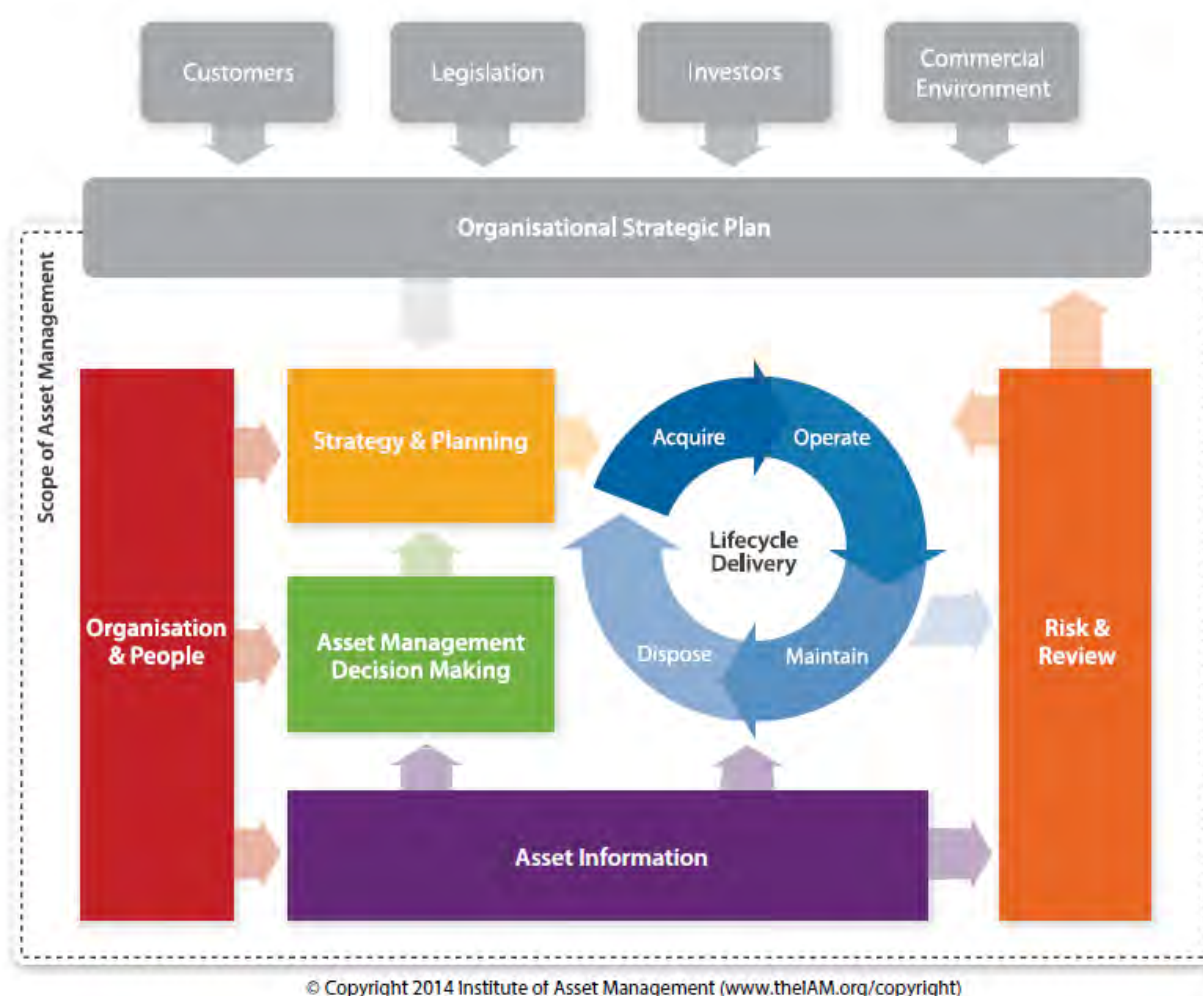 Customers
Legislation
Investors
Commercial
Environment
Organisational Strategic Plan
Scope of Asset Management
Strategy & Planning
Acquire
Operate
Lifecycle
Delivery
Organisation
& People
Asset Management
Decision Making
Dispose
Maintain
Risk &
Review
Asset Information
© Copyright 2014 Institute of Asset Management (www.theIAM.org/copyright)